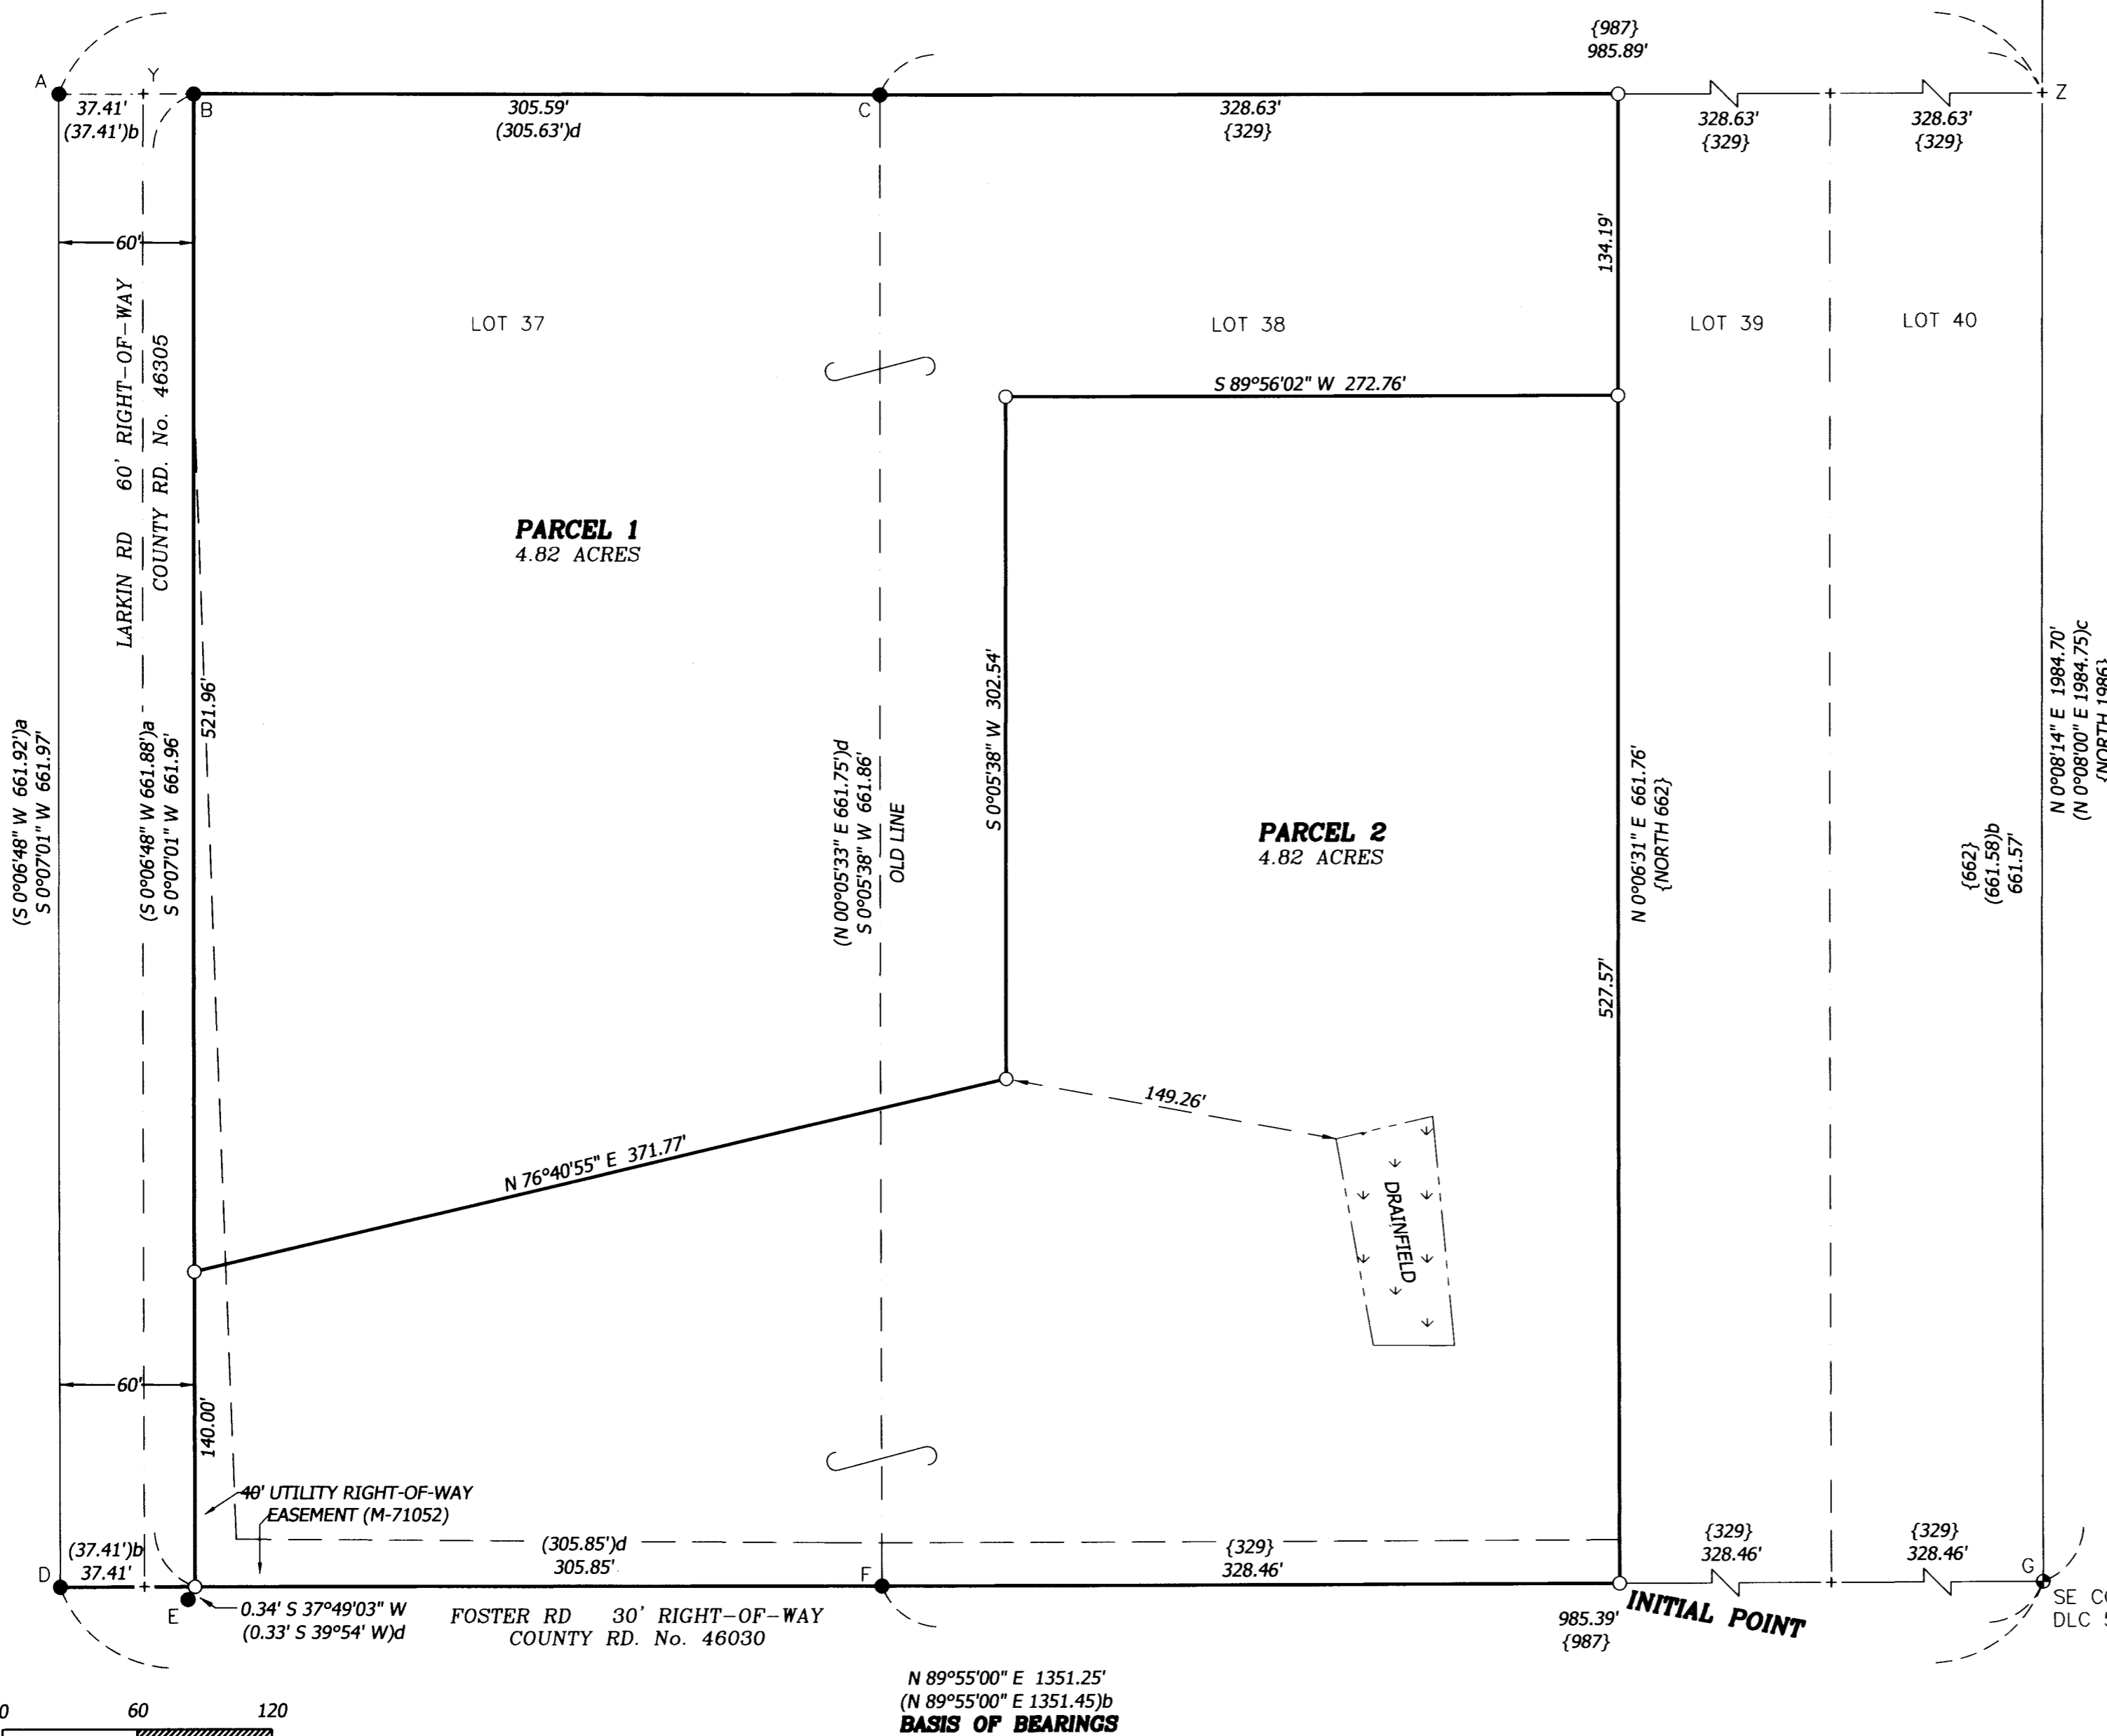 {987}
985.89'
A
Y
B
C
Z
37.41'
(37.41')b
305.59'
(305.63')d
328.63'
{329}
328.63'
{329}
328.63'
{329}
60'
134.19'
LOT 37
LOT 38
LOT 39
LOT 40
S 89°56'02" W 272.76'
LARKIN RD 60' RIGHT-OF-WAY
COUNTY RD. No. 46305
PARCEL 1
4.82 ACRES
521.96'
(S 0°06'48" W 661.92')a
S 0°07'01" W 661.97'
(S 0°06'48" W 661.88')a
S 0°07'01" W 661.96'
(N 00°05'33" E 661.75')d
S 0°05'38" W 661.86'
OLD LINE
S 0°05'38" W 302.54'
PARCEL 2
4.82 ACRES
N 0°06'31" E 661.76'
{NORTH 662}
527.57'
{662}
(661.58)b
661.57'
N 0°08'14" E 1984.70'
(N 0°08'00" E 1984.75)c
{NORTH 1986}
149.26'
N 76°40'55" E 371.77'
DRAINFIELD
60'
140.00'
40' UTILITY RIGHT-OF-WAY
EASEMENT (M-71052)
(37.41')b
37.41'
(305.85')d
305.85'
{329}
328.46'
{329}
328.46'
{329}
328.46'
D
E
F
G
0.34' S 37°49'03" W
(0.33' S 39°54' W)d
FOSTER RD 30' RIGHT-OF-WAY
COUNTY RD. No. 46030
985.39'
{987}
INITIAL POINT
SE
DLC
N 89°55'00" E 1351.25'
(N 89°55'00" E 1351.45)b
BASIS OF BEARINGS
0 60 120